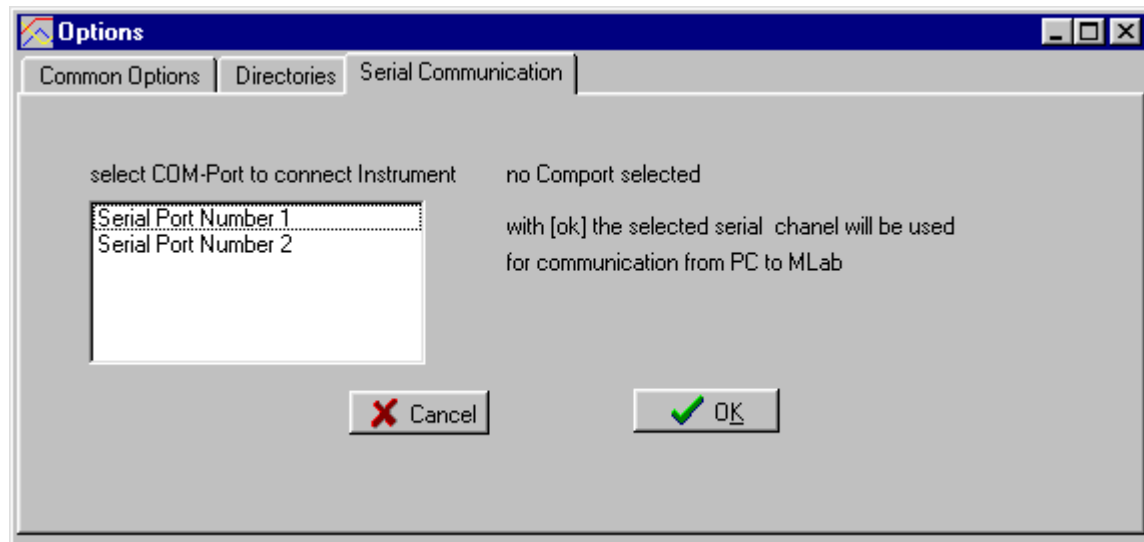 Options
Common Options Directories Serial Communication
select COM-Port to connect Instrument
Serial Port Number 1
Serial Port Number 2
no Comport selected
with [ok] the selected serial chanel will be used
for communication from PC to MLab
Cancel
OK